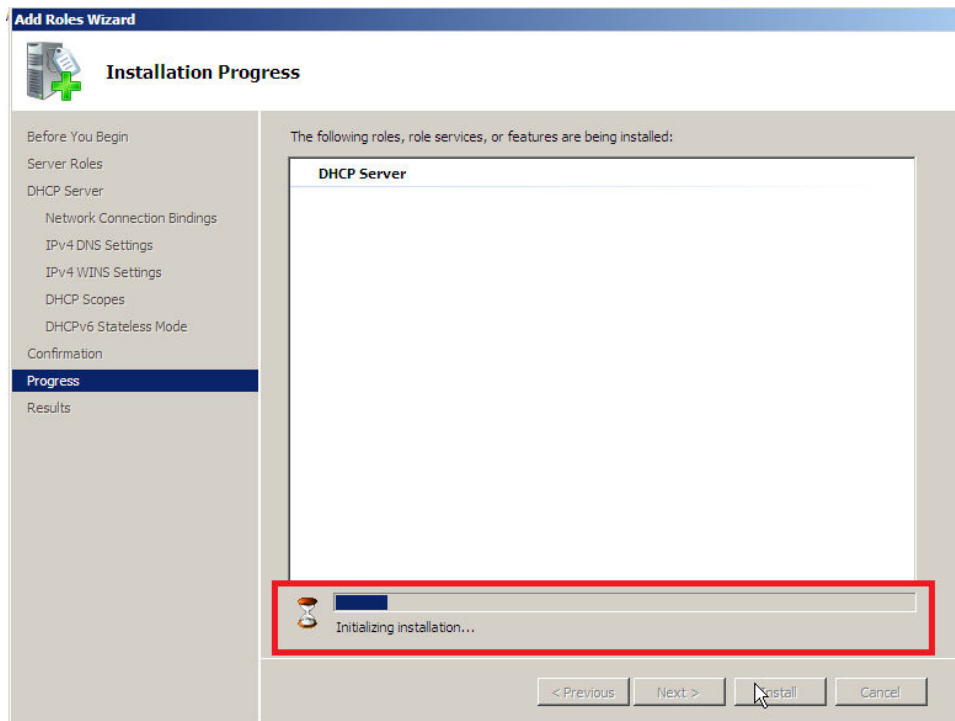 Add Roles Wizard
Installation Progress
Before You Begin
Server Roles
DHCP Server
Network Connection Bindings
IPv4 DNS Settings
IPv4 WINS Settings
DHCP Scopes
DHCPv6 Stateless Mode
Confirmation
Progress
Results
The following roles, role services, or features are being installed:
DHCP Server
Initializing installation...
< Previous
Next >
Install
Cancel